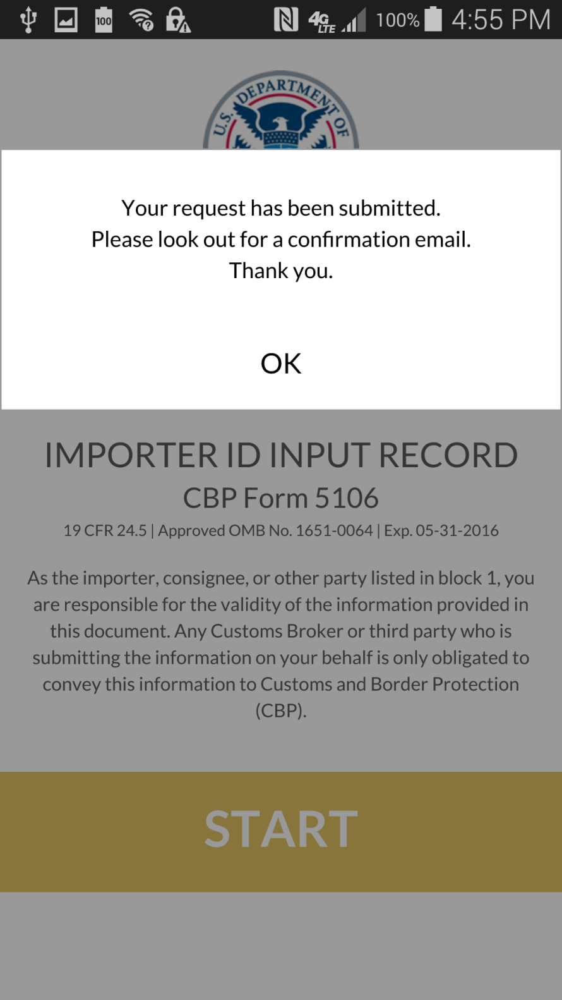 100
4G LTE
100%
4:55 PM
U.S. DEPARTMENT OF
Your request has been submitted.
Please look out for a confirmation email.
Thank you.
OK
IMPORTER ID INPUT RECORD
CBP Form 5106
19 CFR 24.5 | Approved OMB No. 1651-0064 | Exp. 05-31-2016
As the importer, consignee, or other party listed in block 1, you
are responsible for the validity of the information provided in
this document. Any Customs Broker or third party who is
submitting the information on your behalf is only obligated to
convey this information to Customs and Border Protection
(CBP).
START